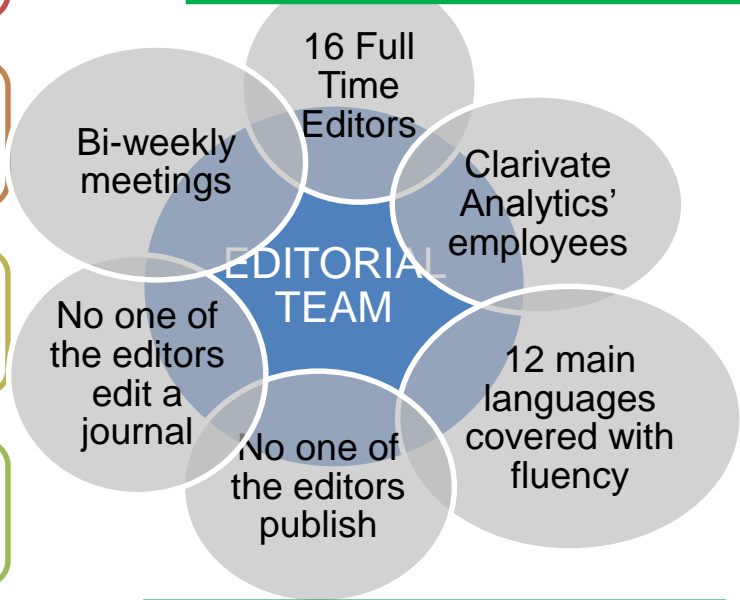 16 Full
Time
Editors
Clarivate
Analytics’
employees
12 main
languages
covered with
fluency
No one of
the editors
publish
No one of
the editors
edit a
journal
Bi-weekly
meetings
EDITORIAL
TEAM